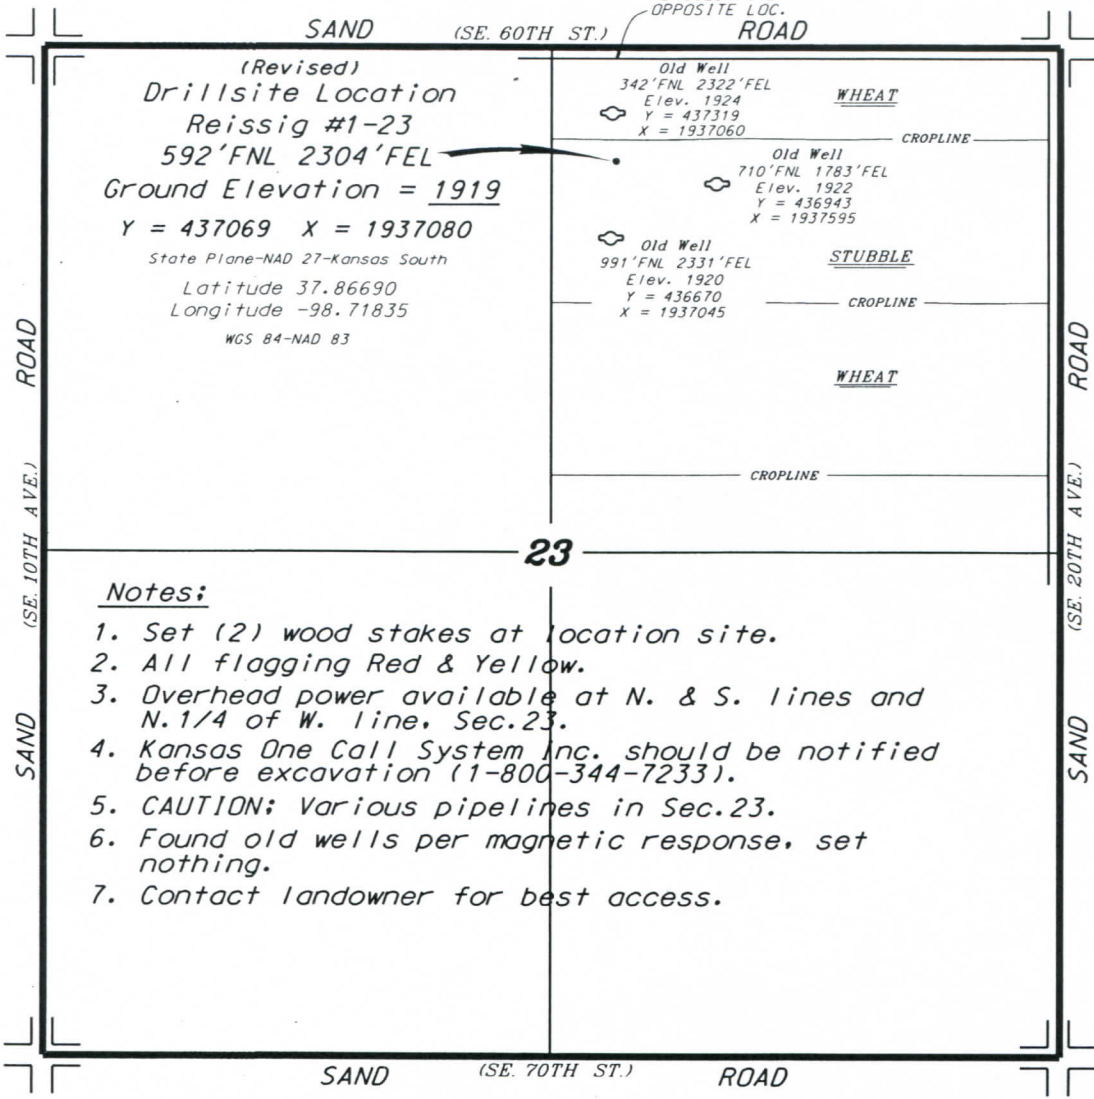 OPPOSITE LOC.
SAND (SE. 60TH ST.) ROAD
(Revised)
Drillsite Location
Reissig #1-23
592'FNL 2304'FEL
Ground Elevation = 1919
Y = 437069 X = 1937080
State Plane-NAD 27-Kansas South
Latitude 37.86690
Longitude -98.71835
WGS 84-NAD 83
Old Well
342'FNL 2322'FEL
Elev. 1924
Y = 437319
X = 1937060
WHEAT
CROPLINE
Old Well
710'FNL 1783'FEL
Elev. 1922
Y = 436943
X = 1937595
Old Well
991'FNL 2331'FEL
Elev. 1920
Y = 436670
X = 1937045
STUBBLE
CROPLINE
WHEAT
CROPLINE
ROAD
(SE. 10TH AVE.)
SAND
ROAD
(SE. 20TH AVE.)
SAND
23
Notes:
1. Set (2) wood stakes at location site.
2. All flagging Red & Yellow.
3. Overhead power available at N. & S. lines and
N.1/4 of W. line, Sec.23.
4. Kansas One Call System Inc. should be notified
before excavation (1-800-344-7233).
5. CAUTION: Various pipelines in Sec.23.
6. Found old wells per magnetic response, set
nothing.
7. Contact landowner for best access.
SAND (SE. 70TH ST.) ROAD